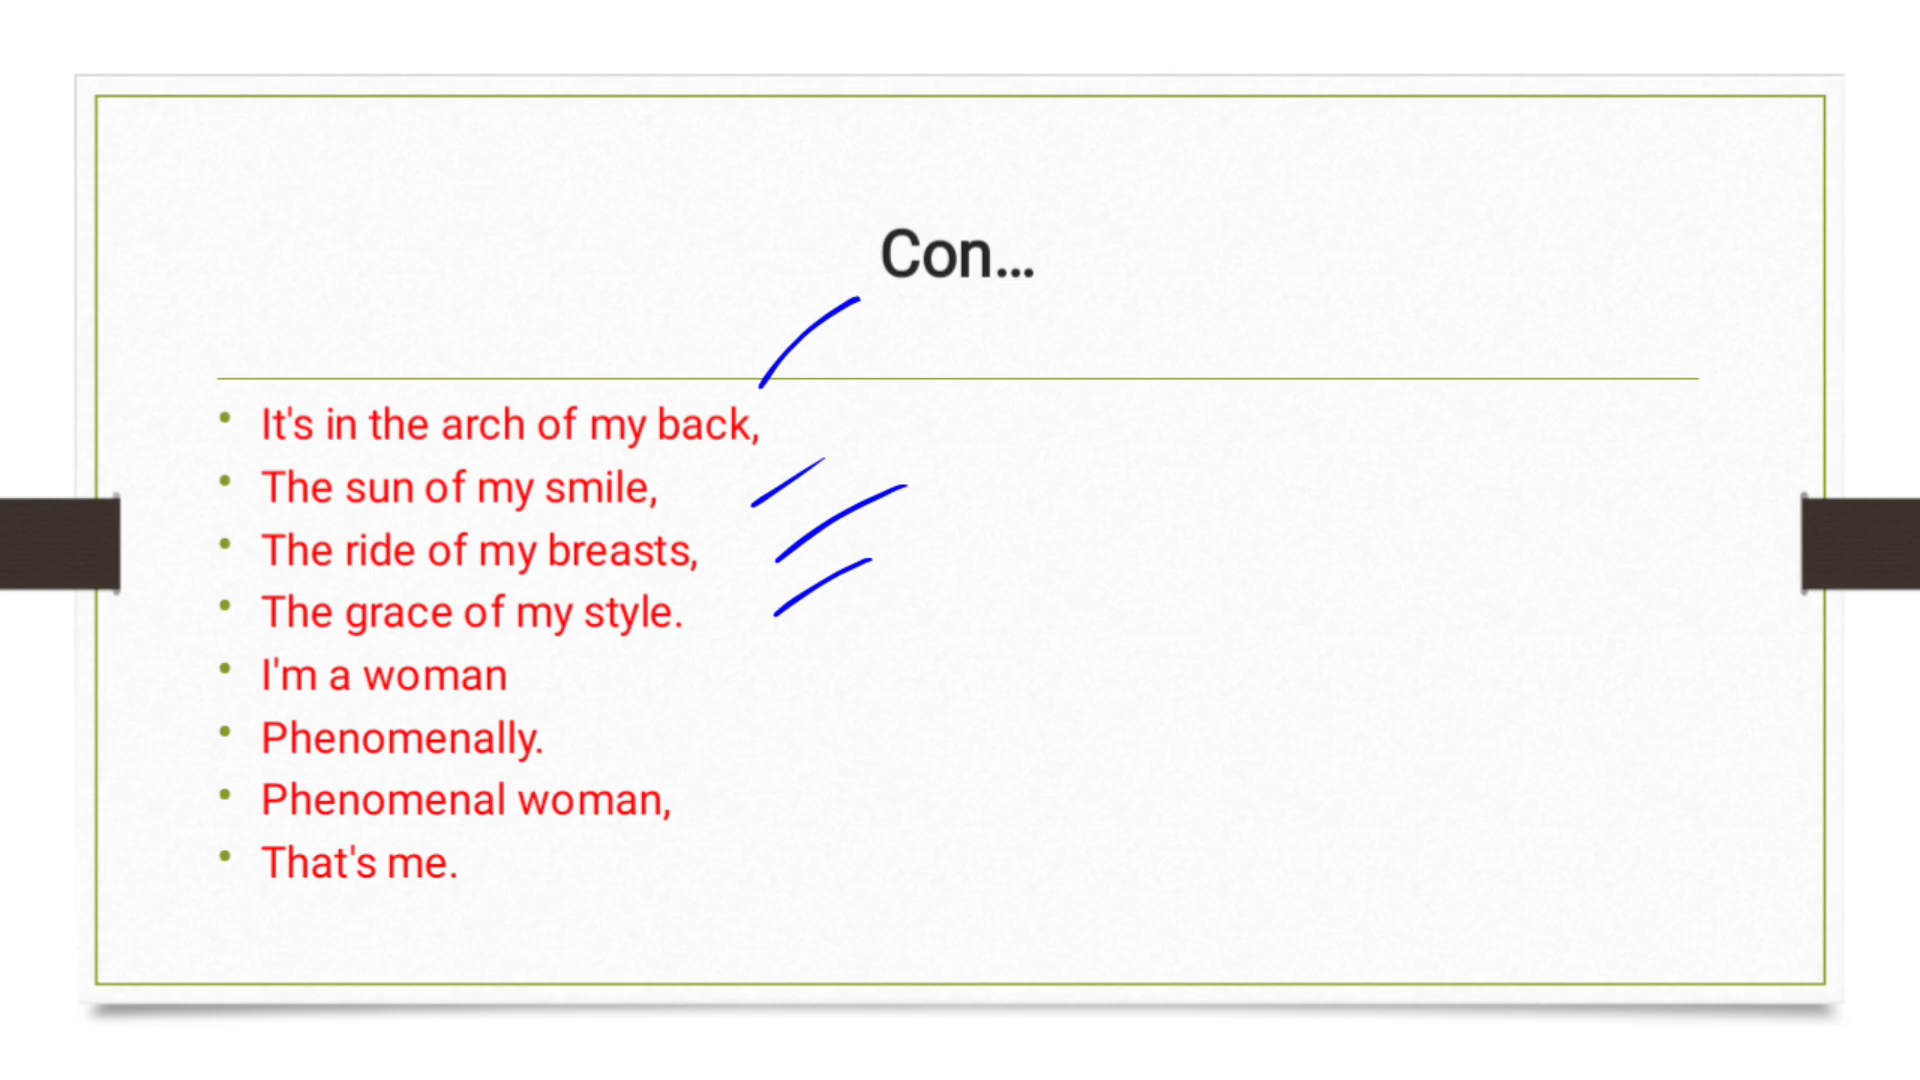 Con...
• It's in the arch of my back,
• The sun of my smile,
• The ride of my breasts,
• The grace of my style.
• I'm a woman
• Phenomenally.
• Phenomenal woman,
• That's me.